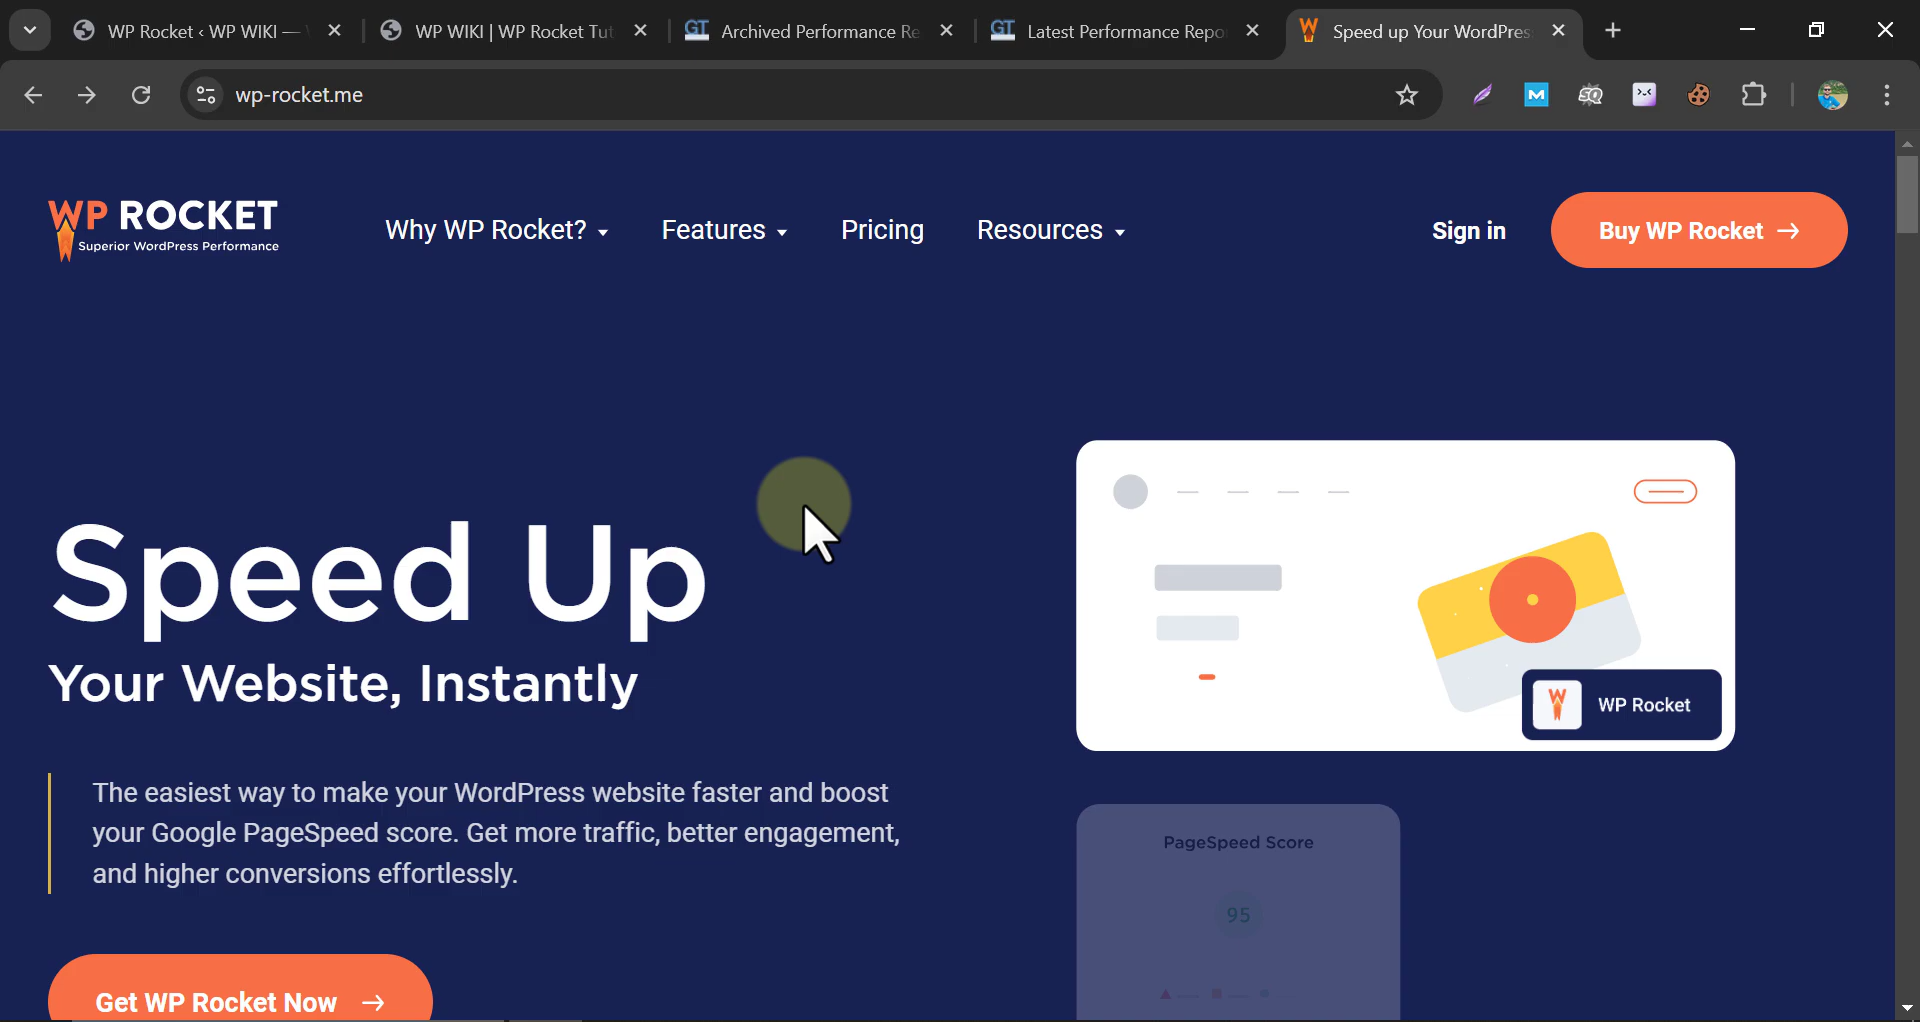 WP Rocket ‹ WP WIKI —
WP WIKI | WP Rocket Tut
Archived Performance Re
Latest Performance Repo
Speed up Your WordPres
wp-rocket.me
WP ROCKET
Superior WordPress Performance
Why WP Rocket?
Features
Pricing
Resources
Sign in
Buy WP Rocket →
Speed Up
Your Website, Instantly
WP Rocket
The easiest way to make your WordPress website faster and boost
your Google PageSpeed score. Get more traffic, better engagement,
and higher conversions effortlessly.
PageSpeed Score
95
Get WP Rocket Now →